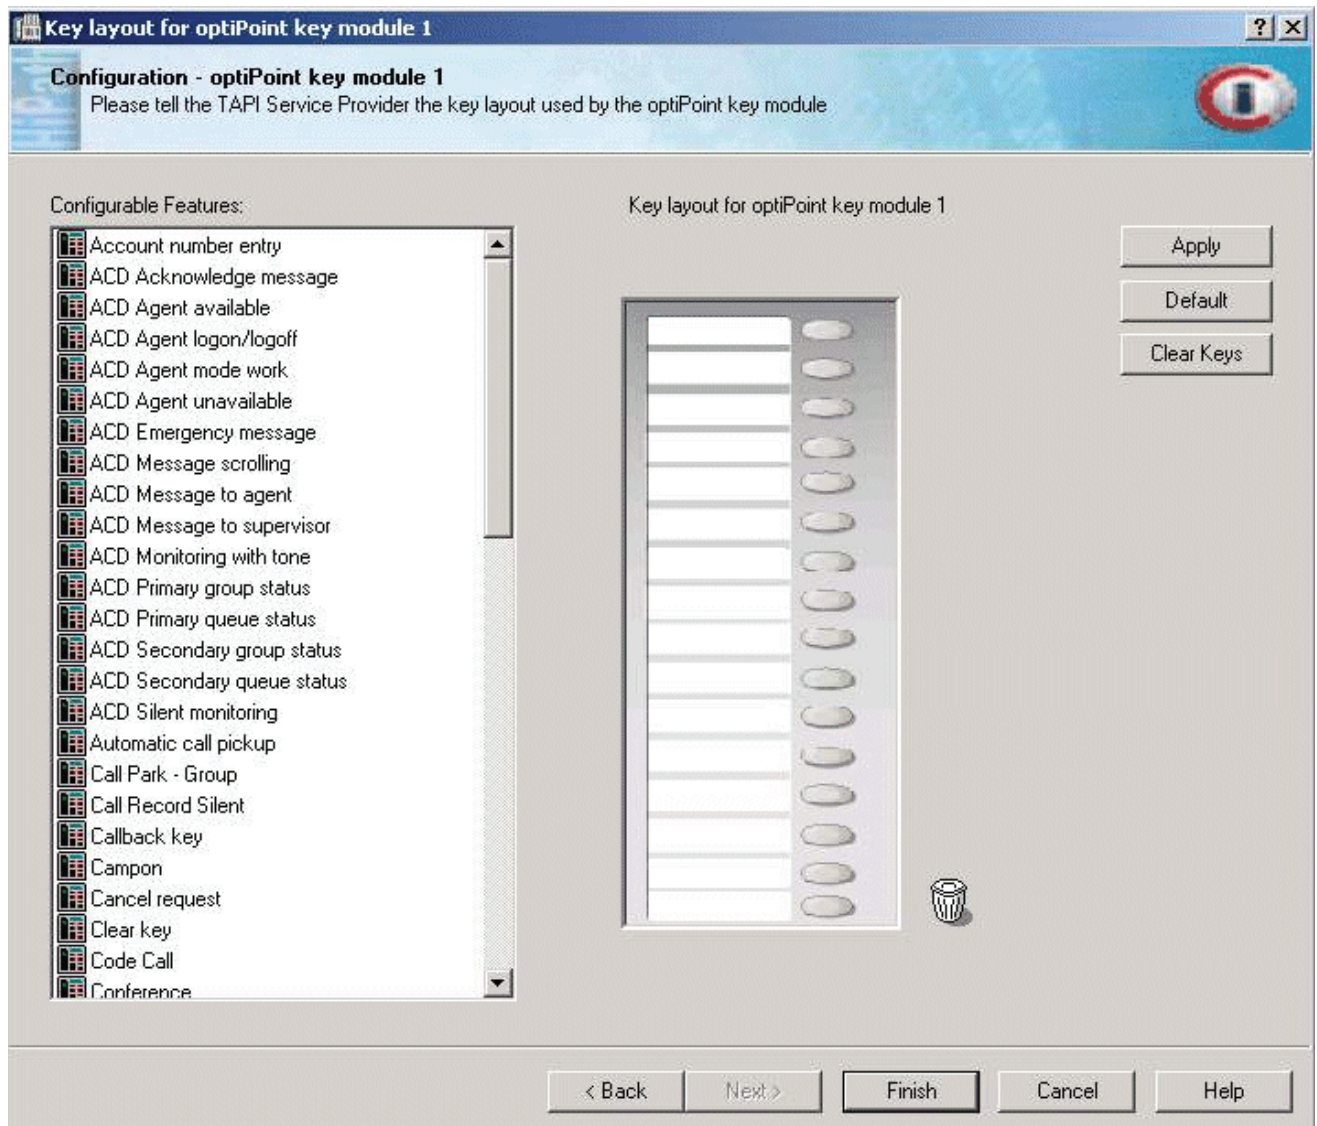 Key layout for optiPoint key module 1
Configuration - optiPoint key module 1
Please tell the TAPI Service Provider the key layout used by the optiPoint key module
Configurable Features:
Key layout for optiPoint key module 1
Account number entry
ACD Acknowledge message
ACD Agent available
ACD Agent logon/logoff
ACD Agent mode work
ACD Agent unavailable
ACD Emergency message
ACD Message scrolling
ACD Message to agent
ACD Message to supervisor
ACD Monitoring with tone
ACD Primary group status
ACD Primary queue status
ACD Secondary group status
ACD Secondary queue status
ACD Silent monitoring
Automatic call pickup
Call Park - Group
Call Record Silent
Callback key
Campon
Cancel request
Clear key
Code Call
Conference
Apply
Default
Clear Keys
< Back
Next >
Finish
Cancel
Help